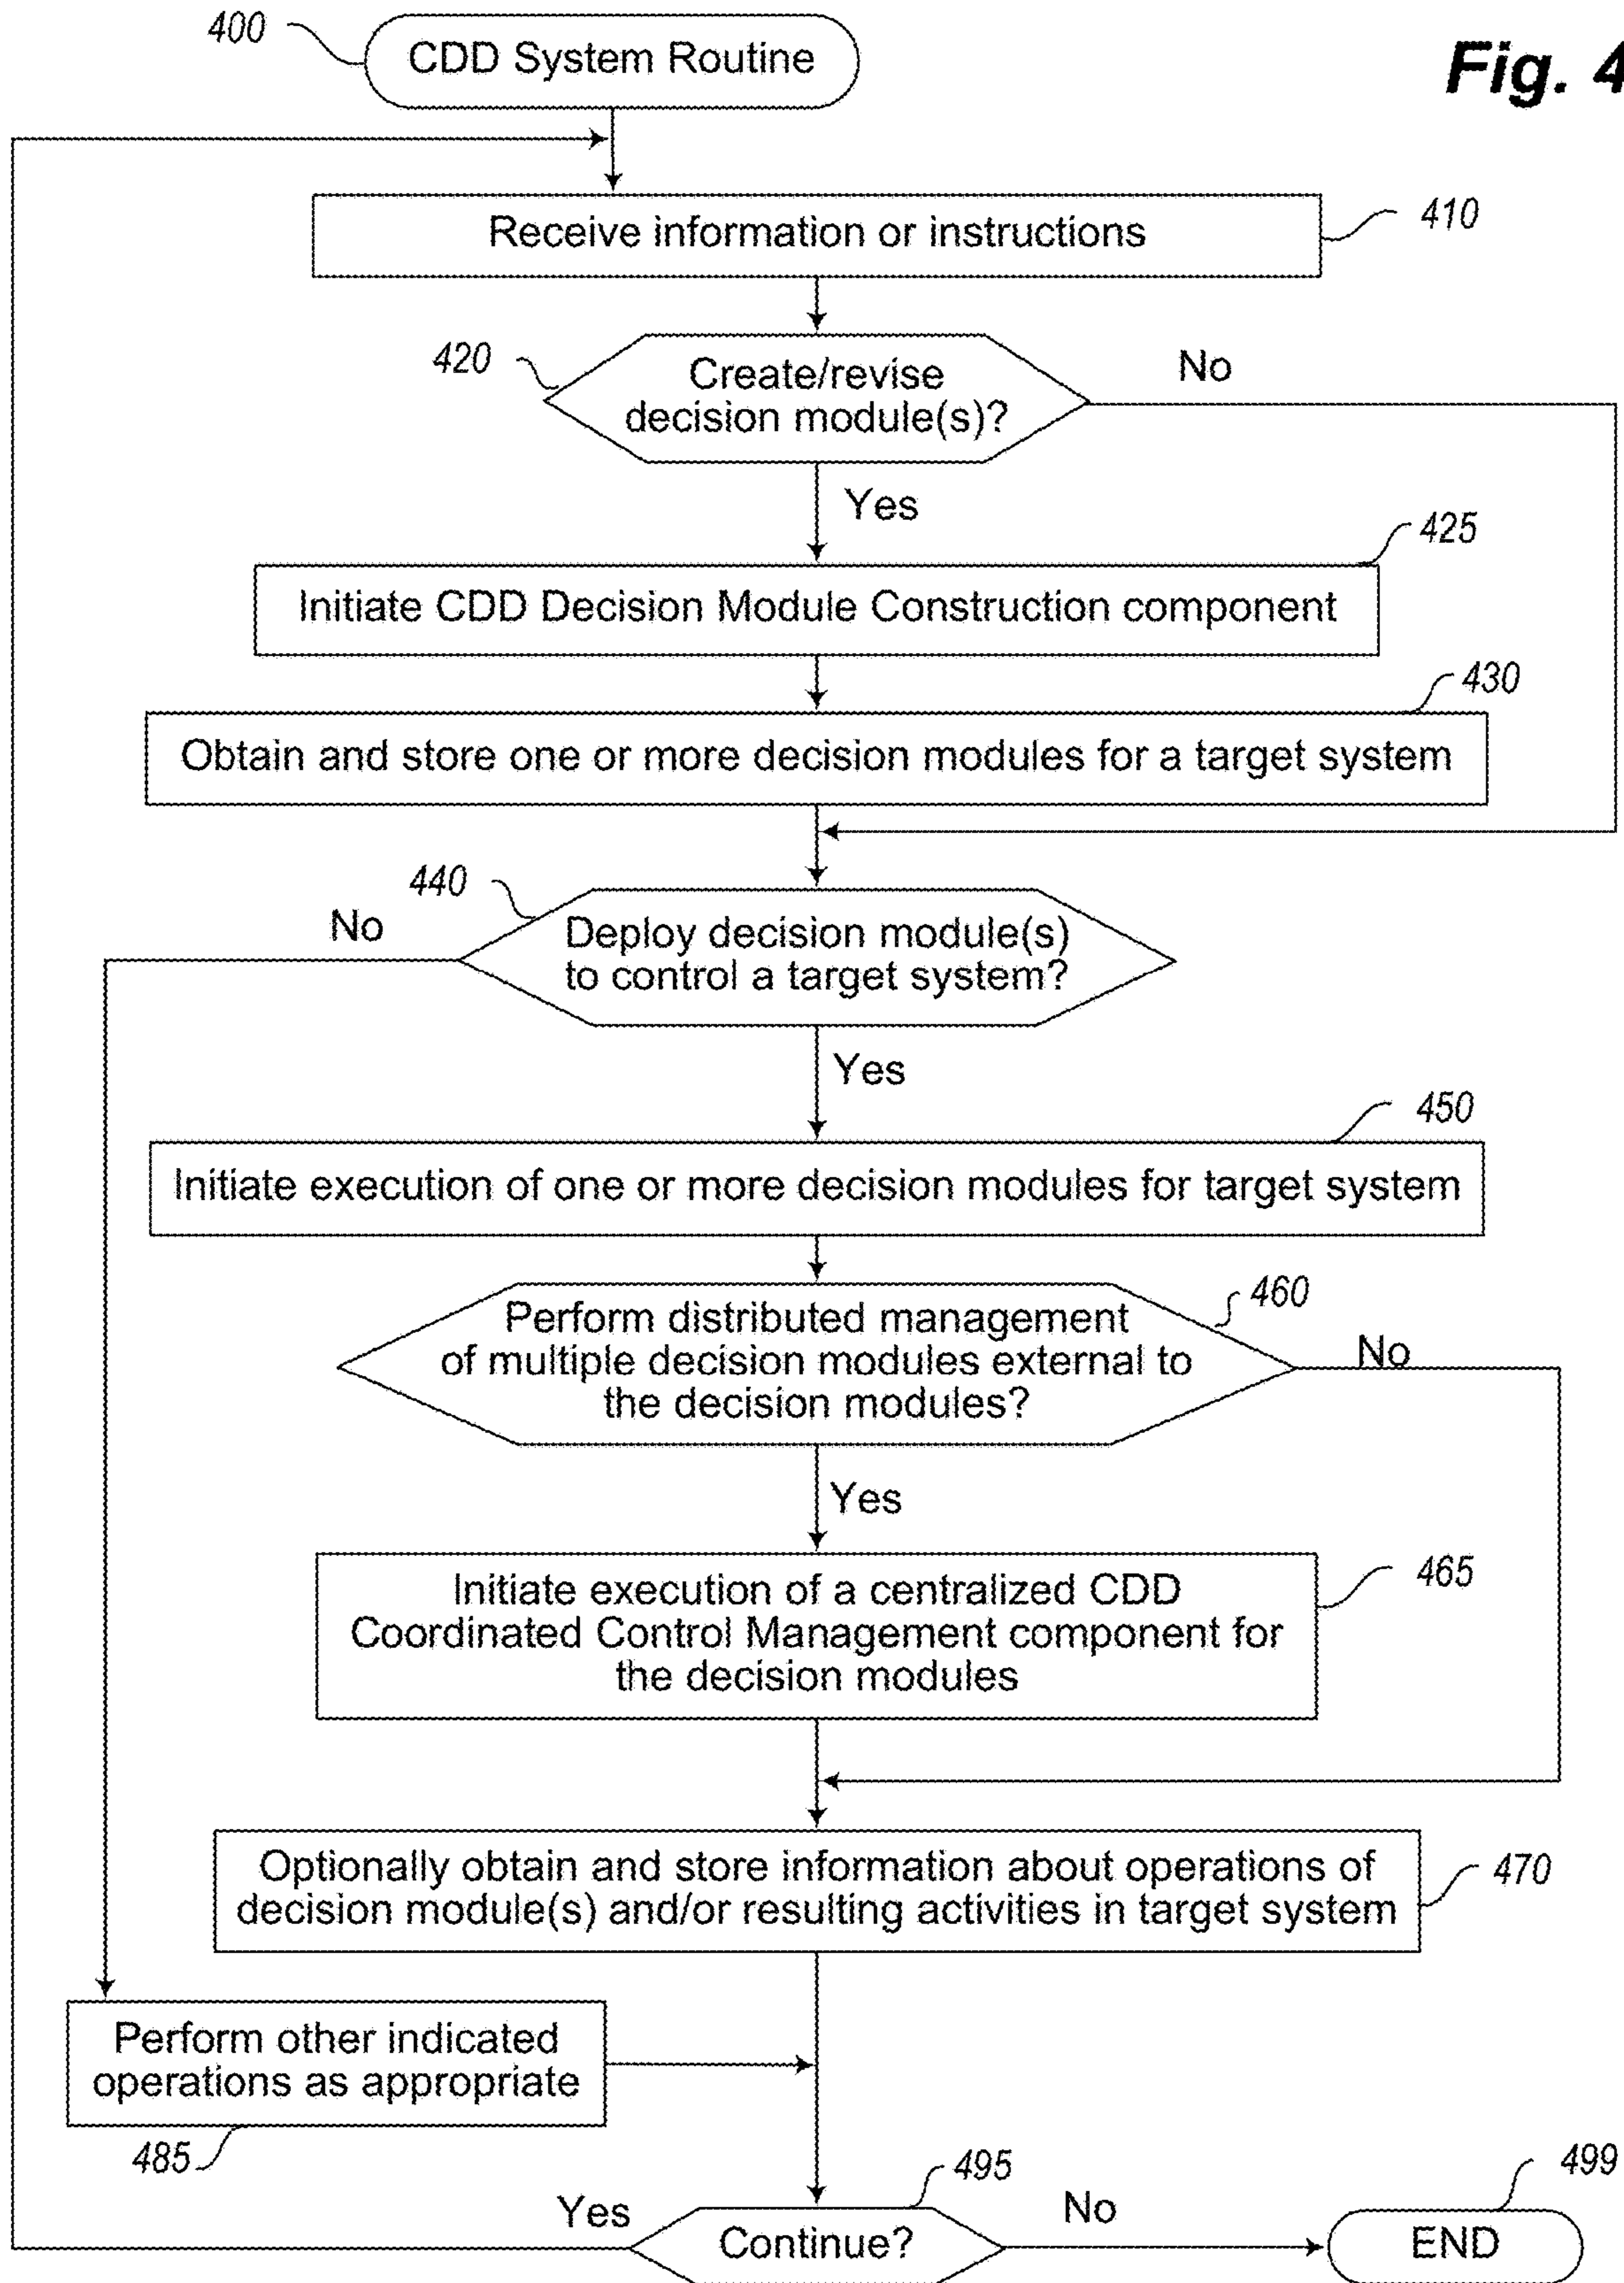 400
CDD System Routine
Fig. 4
Receive information or instructions
410
420
Create/revise
decision module(s)?
No
Yes
425
Initiate CDD Decision Module Construction component
430
Obtain and store one or more decision modules for a target system
440
No
Deploy decision module(s)
to control a target system?
Yes
450
Initiate execution of one or more decision modules for target system
460
Perform distributed management
of multiple decision modules external to
the decision modules?
No
Yes
465
Initiate execution of a centralized CDD
Coordinated Control Management component for
the decision modules
Optionally obtain and store information about operations of
decision module(s) and/or resulting activities in target system
470
Perform other indicated
operations as appropriate
485
495
499
Yes
Continue?
No
END